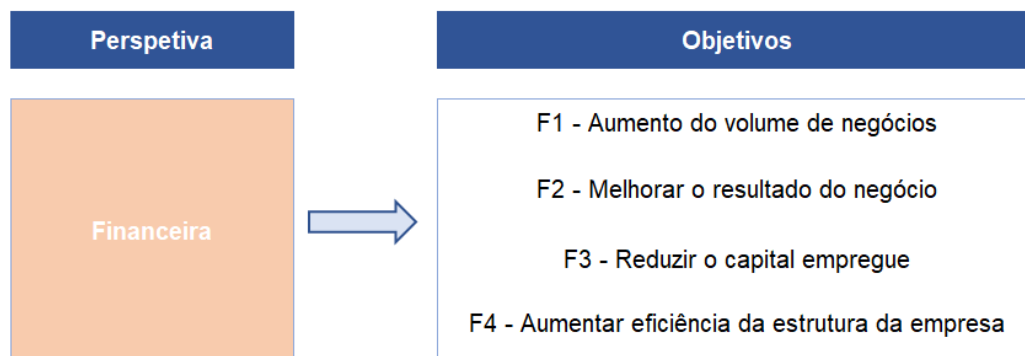 Perspetiva
Objetivos
Financeira
F1 - Aumento do volume de negócios
F2 - Melhorar o resultado do negócio
F3 - Reduzir o capital empregue
F4 - Aumentar eficiência da estrutura da empresa